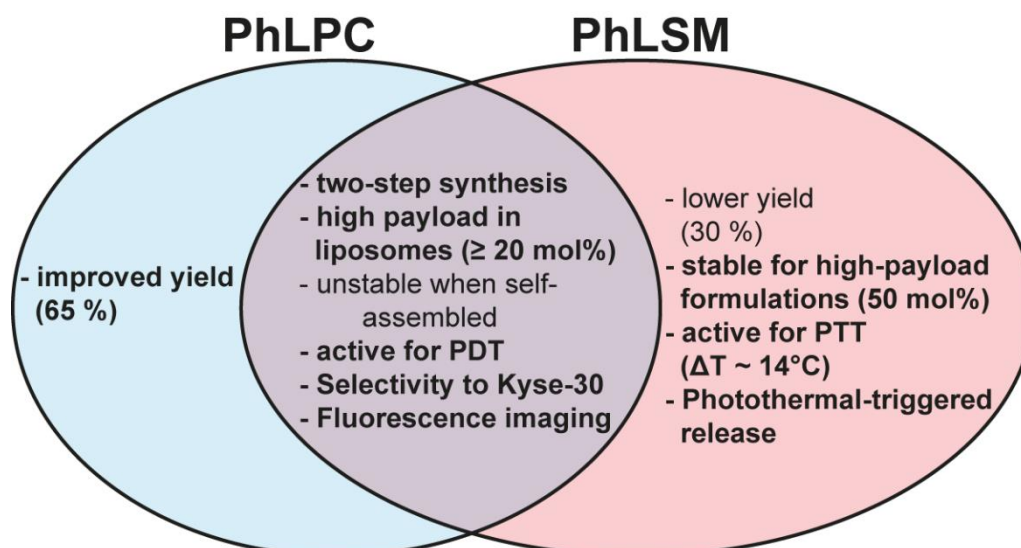 PhLPC
PhLSM
- improved yield
(65 %)
- two-step synthesis
- high payload in
liposomes (≥ 20 mol%)
- unstable when self-
assembled
- active for PDT
- Selectivity to Kyse-30
- Fluorescence imaging
- lower yield
(30 %)
- stable for high-payload
formulations (50 mol%)
- active for PTT
(ΔT ~ 14°C)
- Photothermal-triggered
release